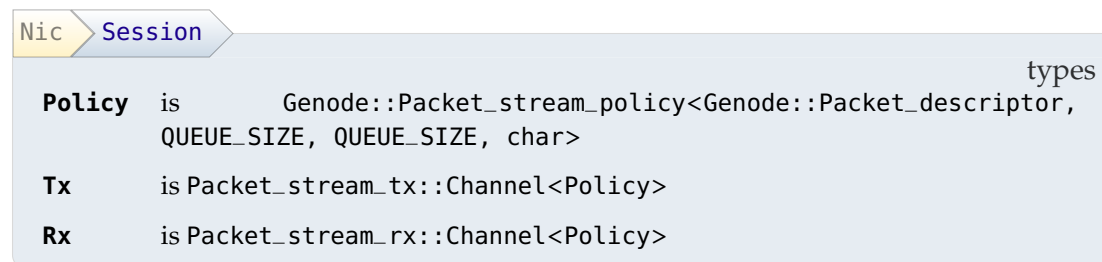 Nic Session
types
Policy is Genode::Packet_stream_policy<Genode::Packet_descriptor,
QUEUE_SIZE, QUEUE_SIZE, char>
Tx is Packet_stream_tx::Channel<Policy>
Rx is Packet_stream_rx::Channel<Policy>